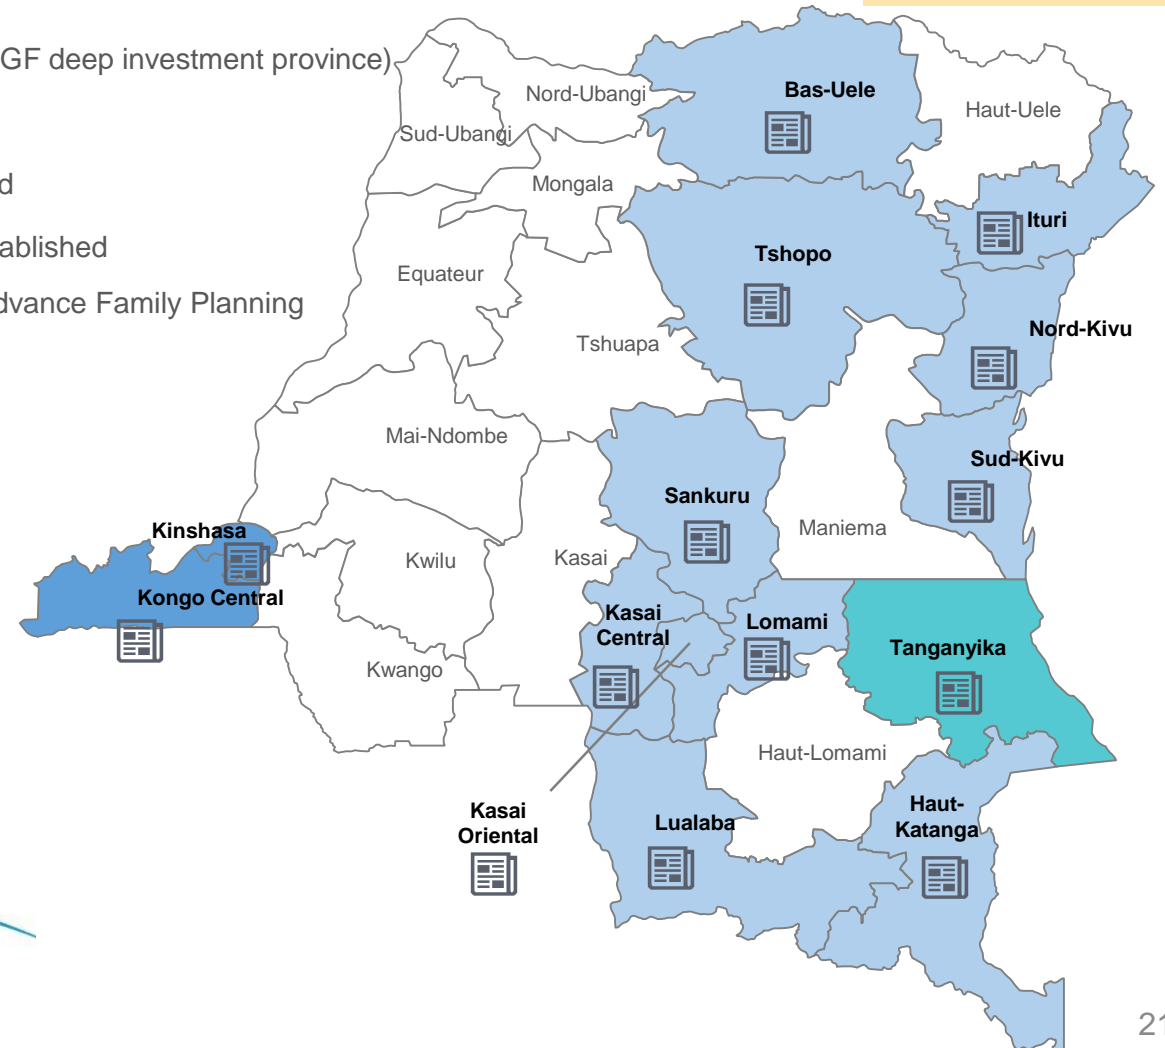 GF deep investment province)
d
ablished
dvance Family Planning
Nord-Ubangi
Bas-Uele
Haut-Uele
Sud-Ubangi
Mongala
Ituri
Tshopo
Equateur
Nord-Kivu
Tshuapa
Mai-Ndombe
Sud-Kivu
Sankuru
Maniema
Kinshasa
Kwilu
Kasai
Kongo Central
Kasai
Central
Lomami
Tanganyika
Kwango
Haut-Lomami
Kasai
Oriental
Lualaba
Haut-
Katanga
21